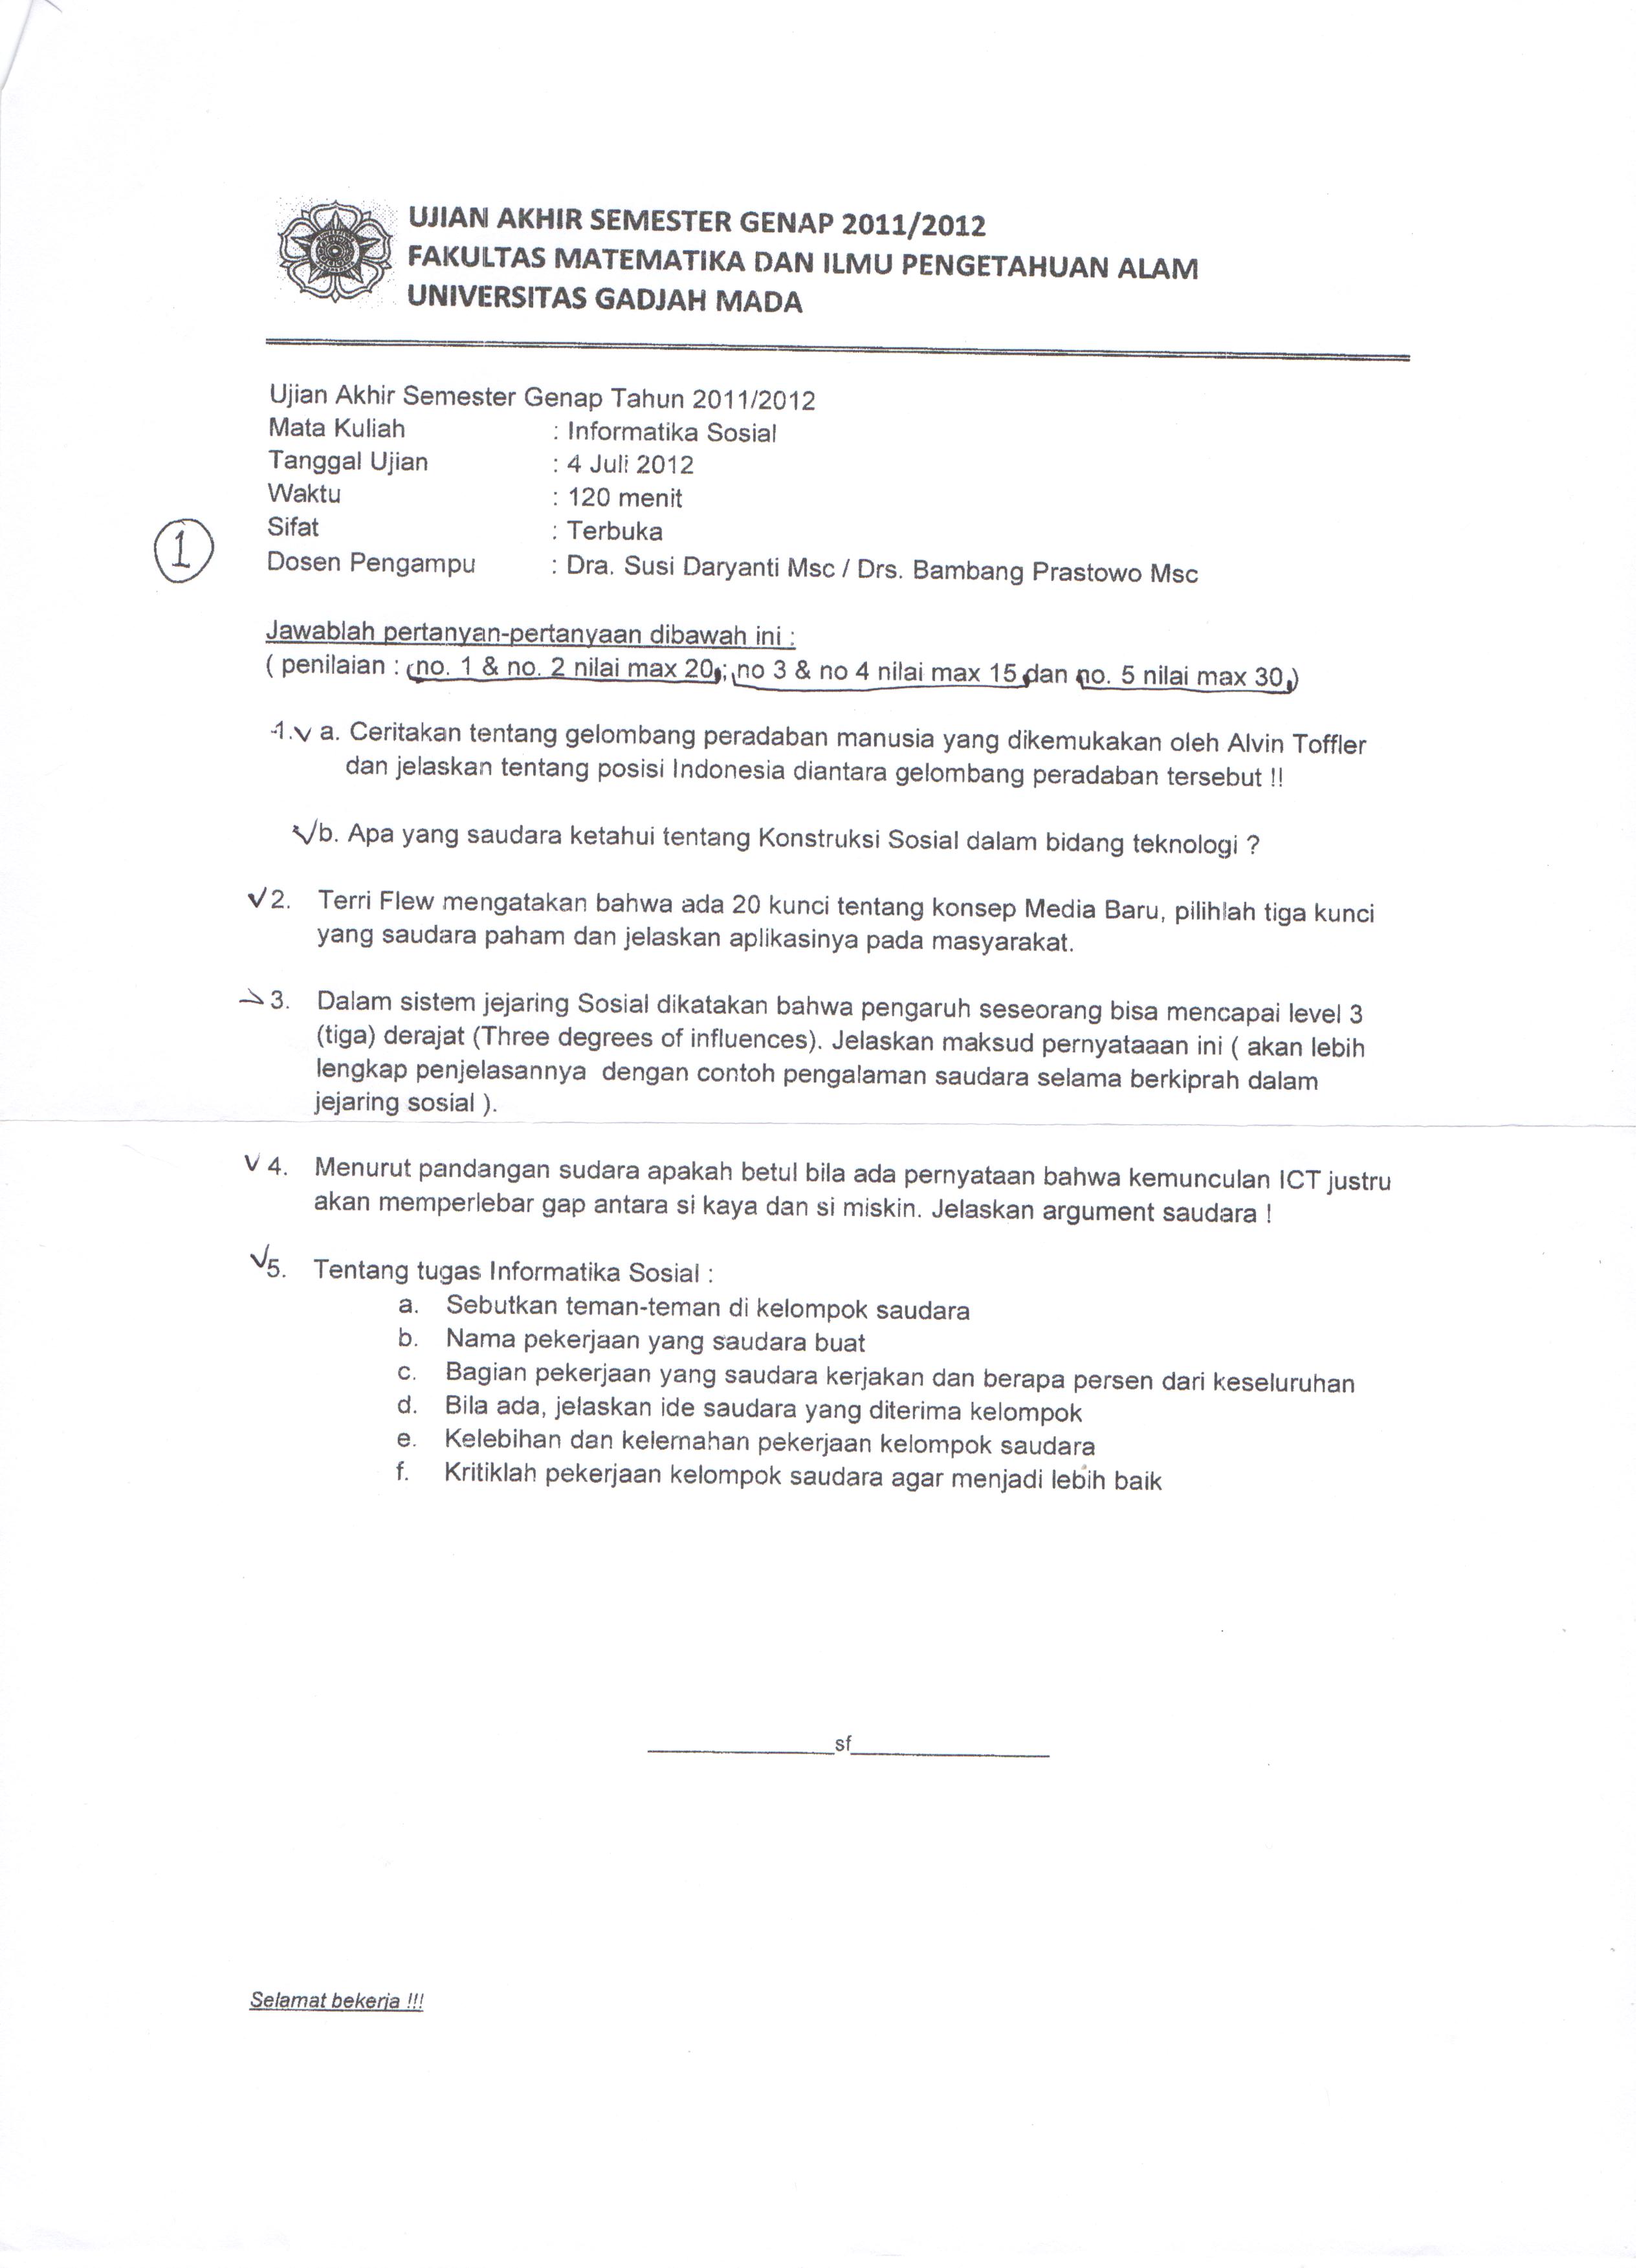 UJIAN AKHIR SEMESTER GENAP 2011/2012
FAKULTAS MATEMATIKA DAN ILMU PENGETAHUAN ALAM
UNIVERSITAS GADJAH MADA
Ujian Akhir Semester Genap Tahun 2011/2012
Mata Kuliah : Informatika Sosial
Tanggal Ujian : 4 Juli 2012
Waktu : 120 menit
Sifat : Terbuka
1
Dosen Pengampu : Dra. Susi Daryanti Msc / Drs. Bambang Prastowo Msc
Jawablah pertanyan-pertanyaan dibawah ini :
( penilaian : no. 1 & no. 2 nilai max 20, ; no 3 & no 4 nilai max 15 dan no. 5 nilai max 30 )
1. a. Ceritakan tentang gelombang peradaban manusia yang dikemukakan oleh Alvin Toffler
dan jelaskan tentang posisi Indonesia diantara gelombang peradaban tersebut !!
b. Apa yang saudara ketahui tentang Konstruksi Sosial dalam bidang teknologi ?
2. Terri Flew mengatakan bahwa ada 20 kunci tentang konsep Media Baru, pilihlah tiga kunci
yang saudara paham dan jelaskan aplikasinya pada masyarakat.
3. Dalam sistem jejaring Sosial dikatakan bahwa pengaruh seseorang bisa mencapai level 3
(tiga) derajat (Three degrees of influences). Jelaskan maksud pernyataaan ini ( akan lebih
lengkap penjelasannya dengan contoh pengalaman saudara selama berkiprah dalam
jejaring sosial ).
4. Menurut pandangan sudara apakah betul bila ada pernyataan bahwa kemunculan ICT justru
akan memperlebar gap antara si kaya dan si miskin. Jelaskan argument saudara !
5. Tentang tugas Informatika Sosial :
a. Sebutkan teman-teman di kelompok saudara
b. Nama pekerjaan yang saudara buat
c. Bagian pekerjaan yang saudara kerjakan dan berapa persen dari keseluruhan
d. Bila ada, jelaskan ide saudara yang diterima kelompok
e. Kelebihan dan kelemahan pekerjaan kelompok saudara
f. Kritiklah pekerjaan kelompok saudara agar menjadi lebih baik
sf
Selamat bekerja !!!